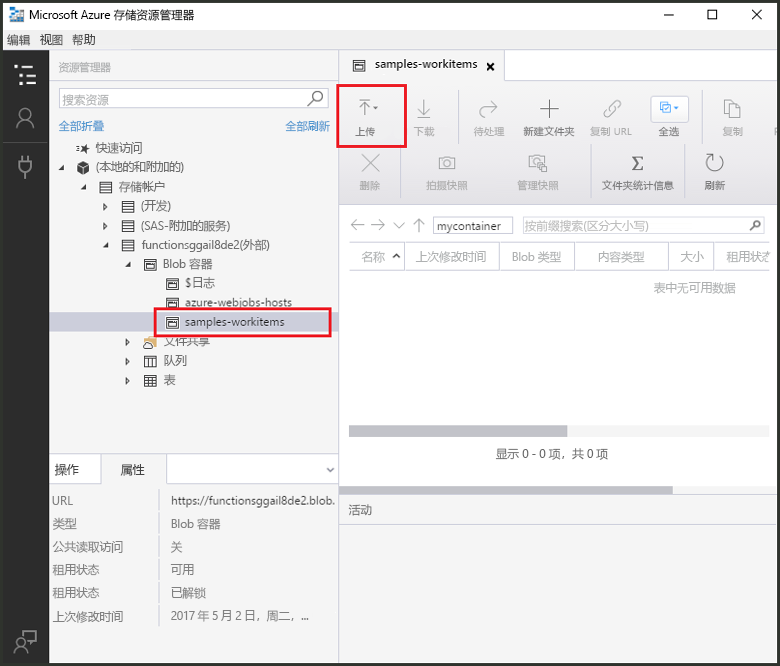 Microsoft Azure 存储资源管理器
编辑 视图 帮助
资源管理器
搜索资源
全部折叠 全部刷新
快速访问
(本地的和附加的)
存储帐户
(开发)
(SAS-附加的服务)
functionsggail8de2(外部)
Blob 容器
$日志
azure-webjobs-hosts
samples-workitems
文件共享
队列
表
操作 属性
URL https://functionsggail8de2.blob.
类型 Blob 容器
公共读取访问 关
租用状态 可用
租用状态 已解锁
上次修改时间 2017 年 5 月 2 日，周二，...
samples-workitems
上传 下载 待处理 新建文件夹 复制 URL 全选 复制
删除 拍摄快照 管理快照 文件夹统计信息 刷新
mycontainer 按前缀搜索(区分大小写)
名称 上次修改时间 Blob 类型 内容类型 大小 租用状态
表中无可用数据
显示 0 - 0 项，共 0 项
活动